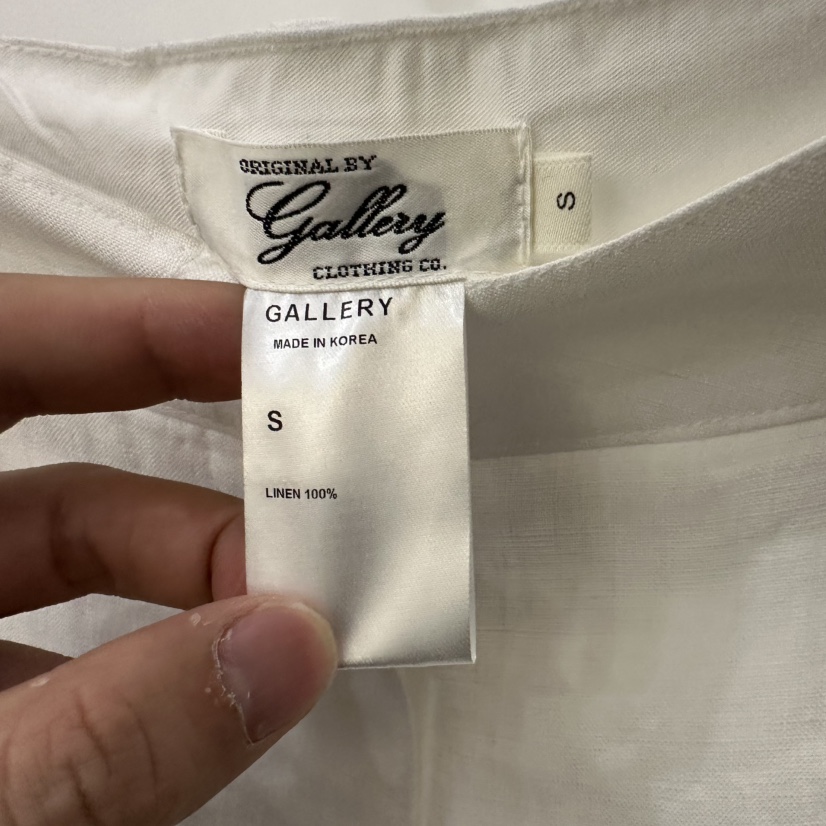 ORIGINAL BY
Gallery
CLOTHING CO.
S
GALLERY
MADE IN KOREA
S
LINEN 100%